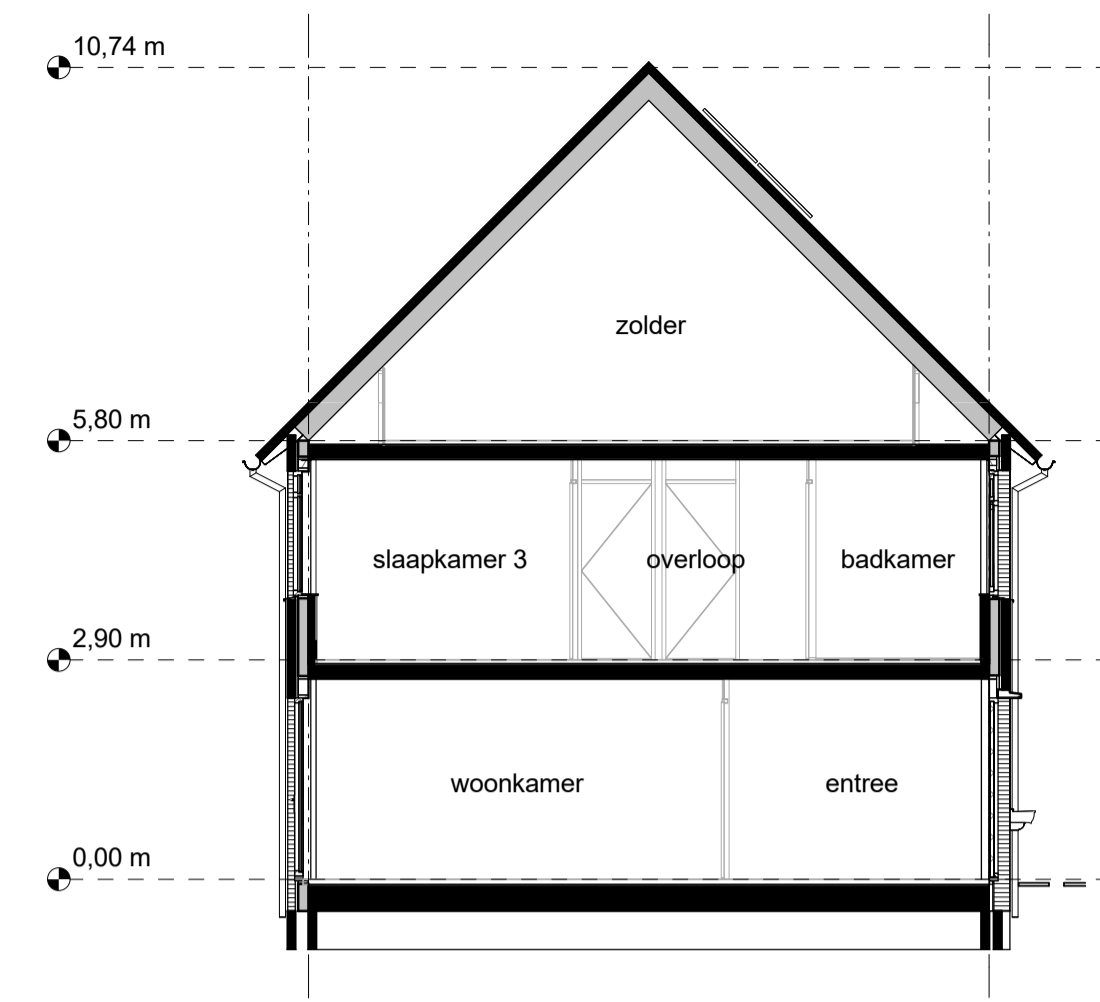 10,74 m
zolder
5,80 m
slaapkamer 3
overloop
badkamer
2,90 m
woonkamer
entree
0,00 m